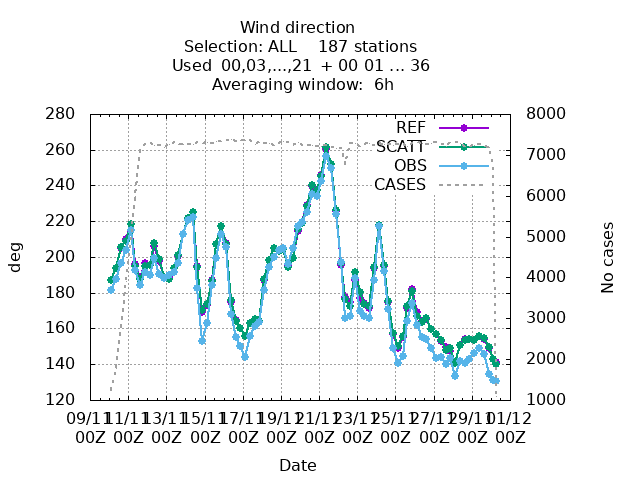 Wind direction
Selection: ALL 187 stations
Used 00,03,...,21 + 00 01 ... 36
Averaging window: 6h
280 8000
REF
260 7000
SCATT
OBS
240 6000
CASES
220 5000
200 4000
180 3000
160 2000
140
120 1000
deg
No cases
09/11 11/11 13/11 15/11 17/11 19/11 21/11 23/11 25/11 27/11 29/11 01/12
00Z 00Z 00Z 00Z 00Z 00Z 00Z 00Z 00Z 00Z 00Z 00Z
Date